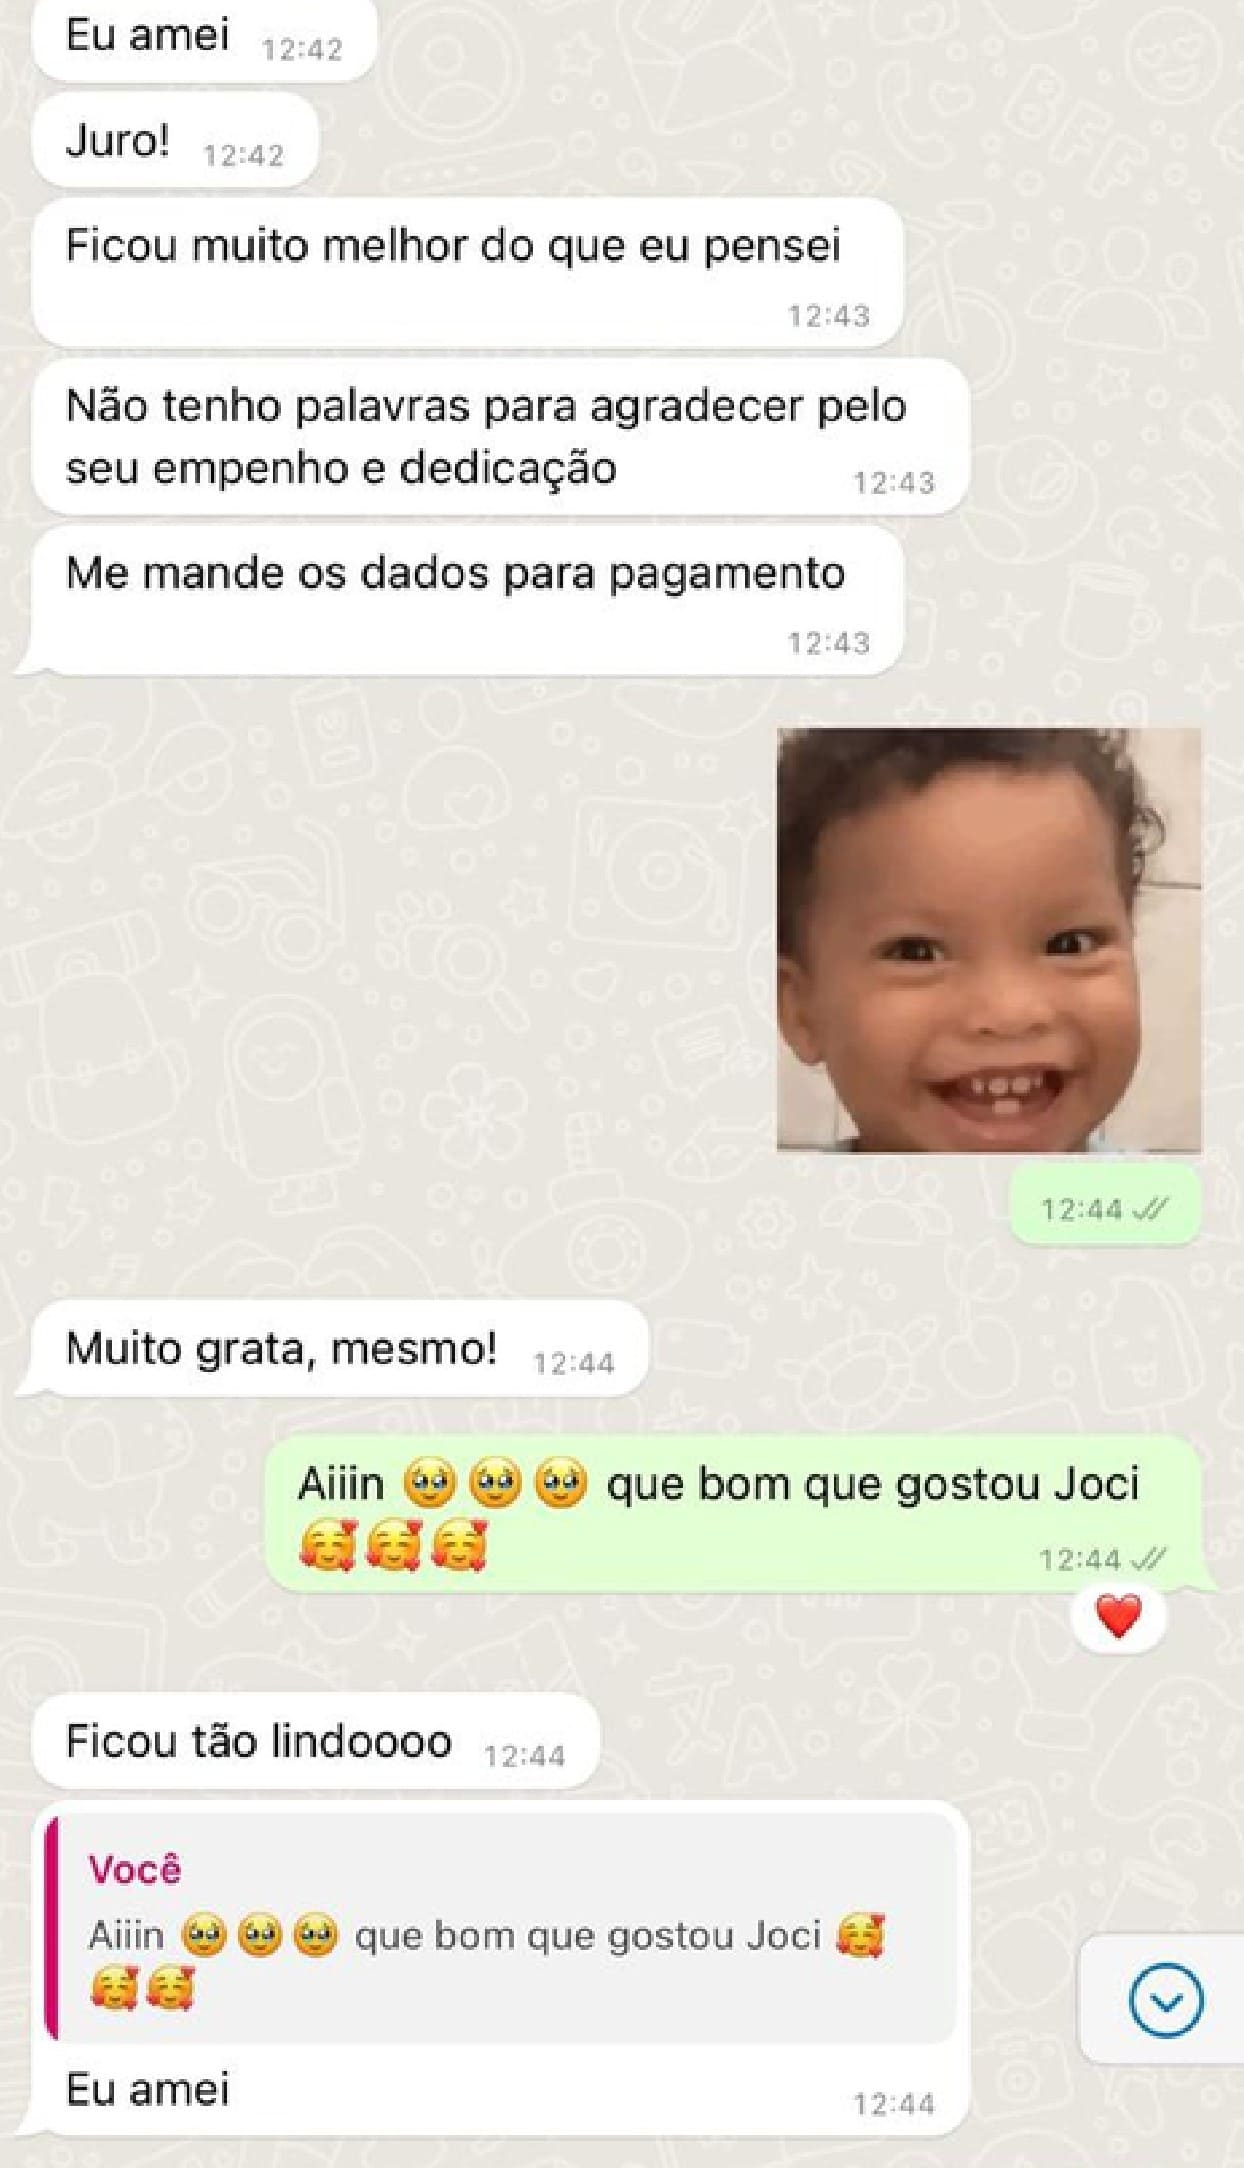 Eu amei 12:42
Juro! 12:42
Ficou muito melhor do que eu pensei
12:43
Não tenho palavras para agradecer pelo
seu empenho e dedicação 12:43
Me mande os dados para pagamento
12:43
12:44
Muito grata, mesmo! 12:44
Aiiin 🥹🥹🥹 que bom que gostou Joci
🥰🥰🥰 12:44
Ficou tão lindoooo 12:44
Você
Aiiin 🥹🥹🥹 que bom que gostou Joci 🥰
🥰🥰
Eu amei 12:44